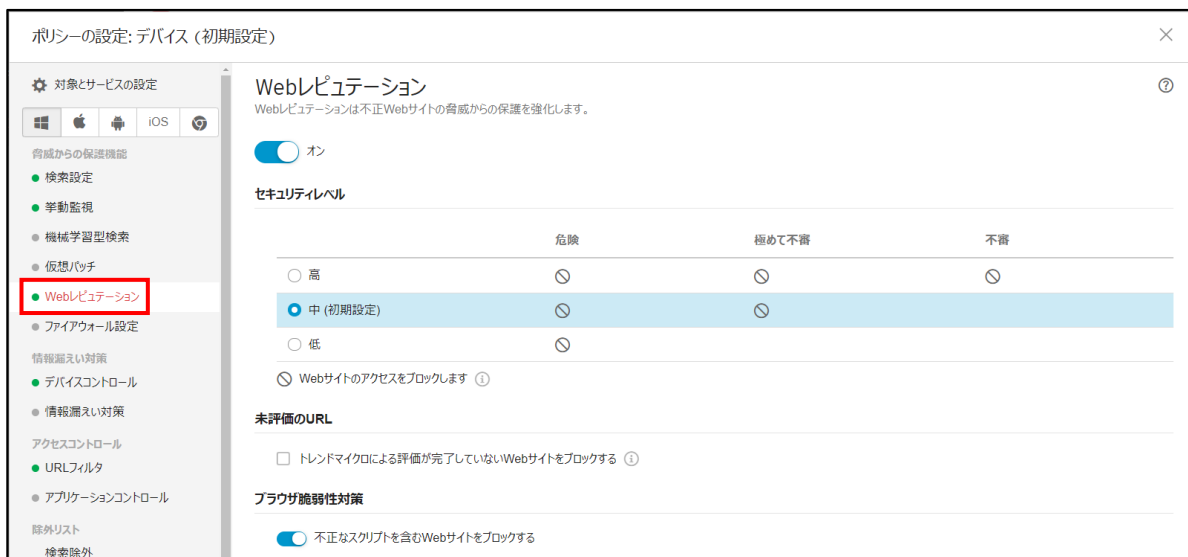 ポリシーの設定: デバイス (初期設定)
対象とサービスの設定
iOS
脅威からの保護機能
検索設定
挙動監視
機械学習型検索
仮想パッチ
Webレピュテーション
ファイアウォール設定
情報漏えい対策
デバイスコントロール
情報漏えい対策
アクセスコントロール
URLフィルタ
アプリケーションコントロール
除外リスト
検索除外
Webレピュテーション
Webレピュテーションは不正Webサイトの脅威からの保護を強化します。
オン
セキュリティレベル
危険 極めて不審 不審
高
中 (初期設定)
低
Webサイトのアクセスをブロックします
未評価のURL
トレンドマイクロによる評価が完了していないWebサイトをブロックする
ブラウザ脆弱性対策
不正なスクリプトを含むWebサイトをブロックする